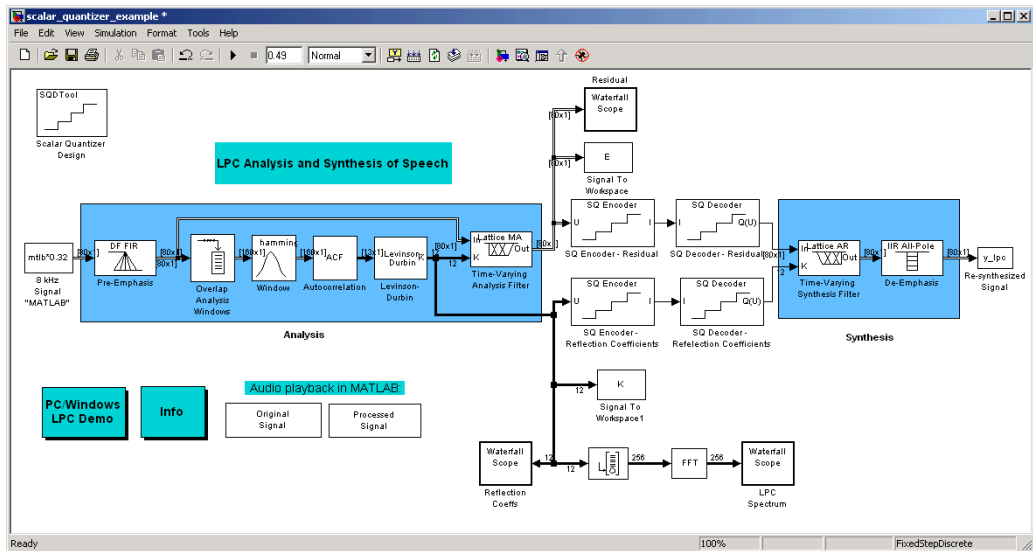 scalar_quantizer_example *
File Edit View Simulation Format Tools Help
0.49 Normal
SQDTool
Scalar Quantizer
Design
LPC Analysis and Synthesis of Speech
Residual
Waterfall
Scope
[80x1]
E
[80x1]
Signal To
Workspace
mtlb*0.32
8 kHz
Signal
"MATLAB"
[80x1]
DF FIR
Pre-Emphasis
[80x1]
[80x1]
Overlap
Analysis
Windows
[160x1]
hamming
Window
[160x1]
ACF
Autocorrelation
[13x1]
Levinson-
Durbin
K
Levinson-
Durbin
12
12
[80x1]
Lattice MA
In
K
Out
Time-Varying
Analysis Filter
[80x1]
Analysis
SQ Encoder
U
I
SQ Encoder - Residual
SQ Decoder
I
Q(U)
SQ Decoder - Residual
[80x1]
SQ Encoder
U
I
SQ Encoder -
Reflection Coefficients
SQ Decoder
I
Q(U)
SQ Decoder -
Refelection Coefficients
12
Lattice AR
In
K
Out
Time-Varying
Synthesis Filter
[80x1]
IIR All-Pole
De-Emphasis
[80x1]
y_lpc
Re-synthesized
Signal
Synthesis
PC/Windows
LPC Demo
Info
Audio playback in MATLAB:
Original
Signal
Processed
Signal
12
K
Signal To
Workspace1
Waterfall
Scope
Reflection
Coeffs
12
12
256
FFT
256
Waterfall
Scope
LPC
Spectrum
Ready
100%
FixedStepDiscrete